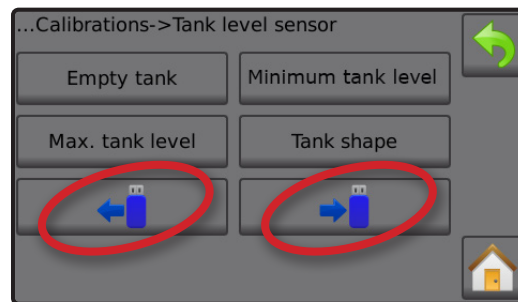 ...Calibrations->Tank level sensor
Empty tank
Minimum tank level
Max. tank level
Tank shape